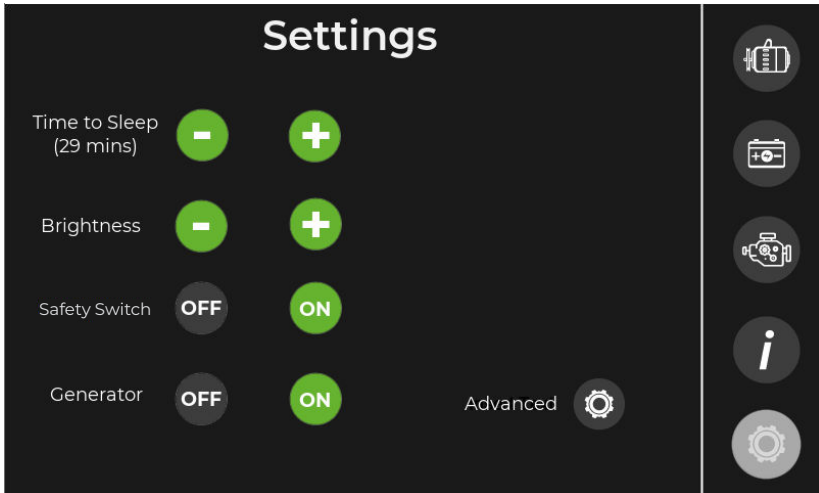 Settings
Time to Sleep
(29 mins)
-
+
Brightness
-
+
Safety Switch
OFF
ON
Generator
OFF
ON
Advanced
+
-
i